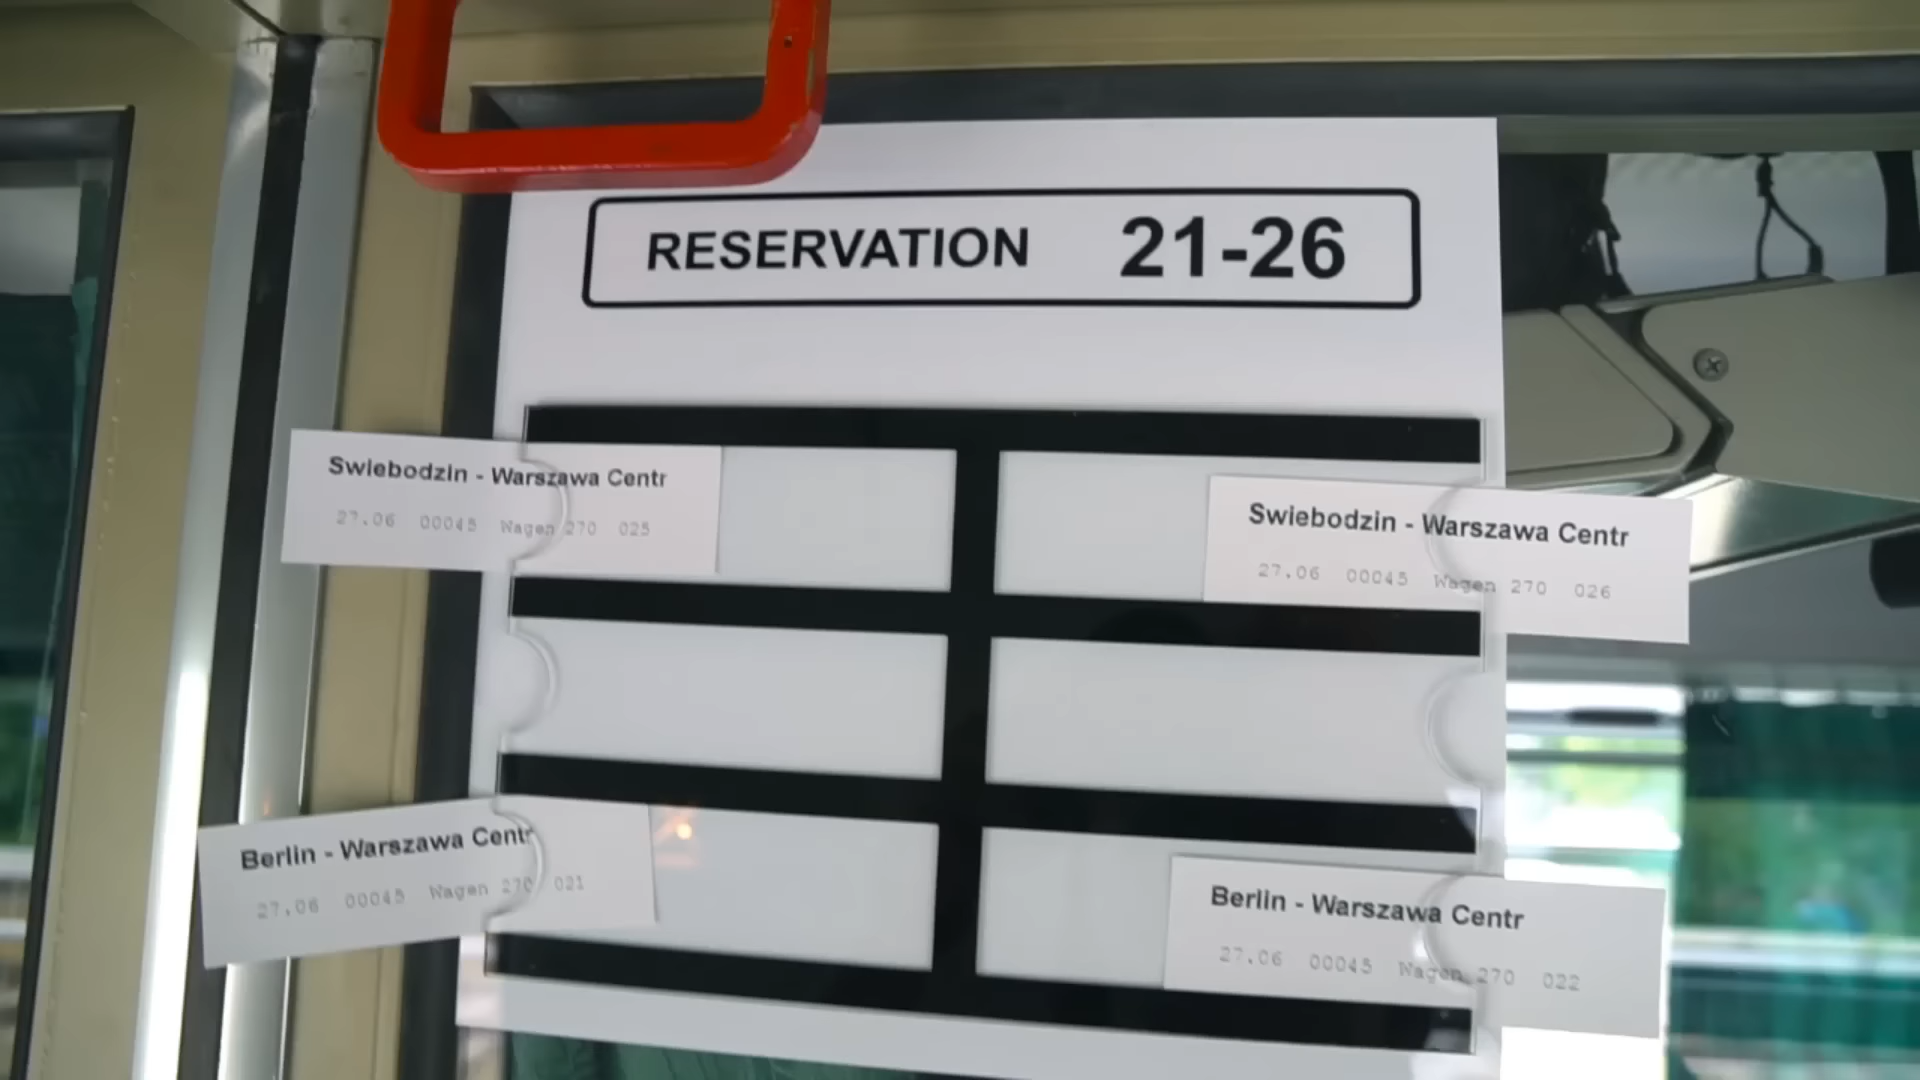 RESERVATION 21-26
Swiebodzin - Warszawa Centr
27.06 00045 Wagen 270 025
Swiebodzin - Warszawa Centr
27.06 00045 Wagen 270 026
Berlin - Warszawa Centr
27.06 00045 Wagen 270 021
Berlin - Warszawa Centr
27.06 00045 Wagen 270 022